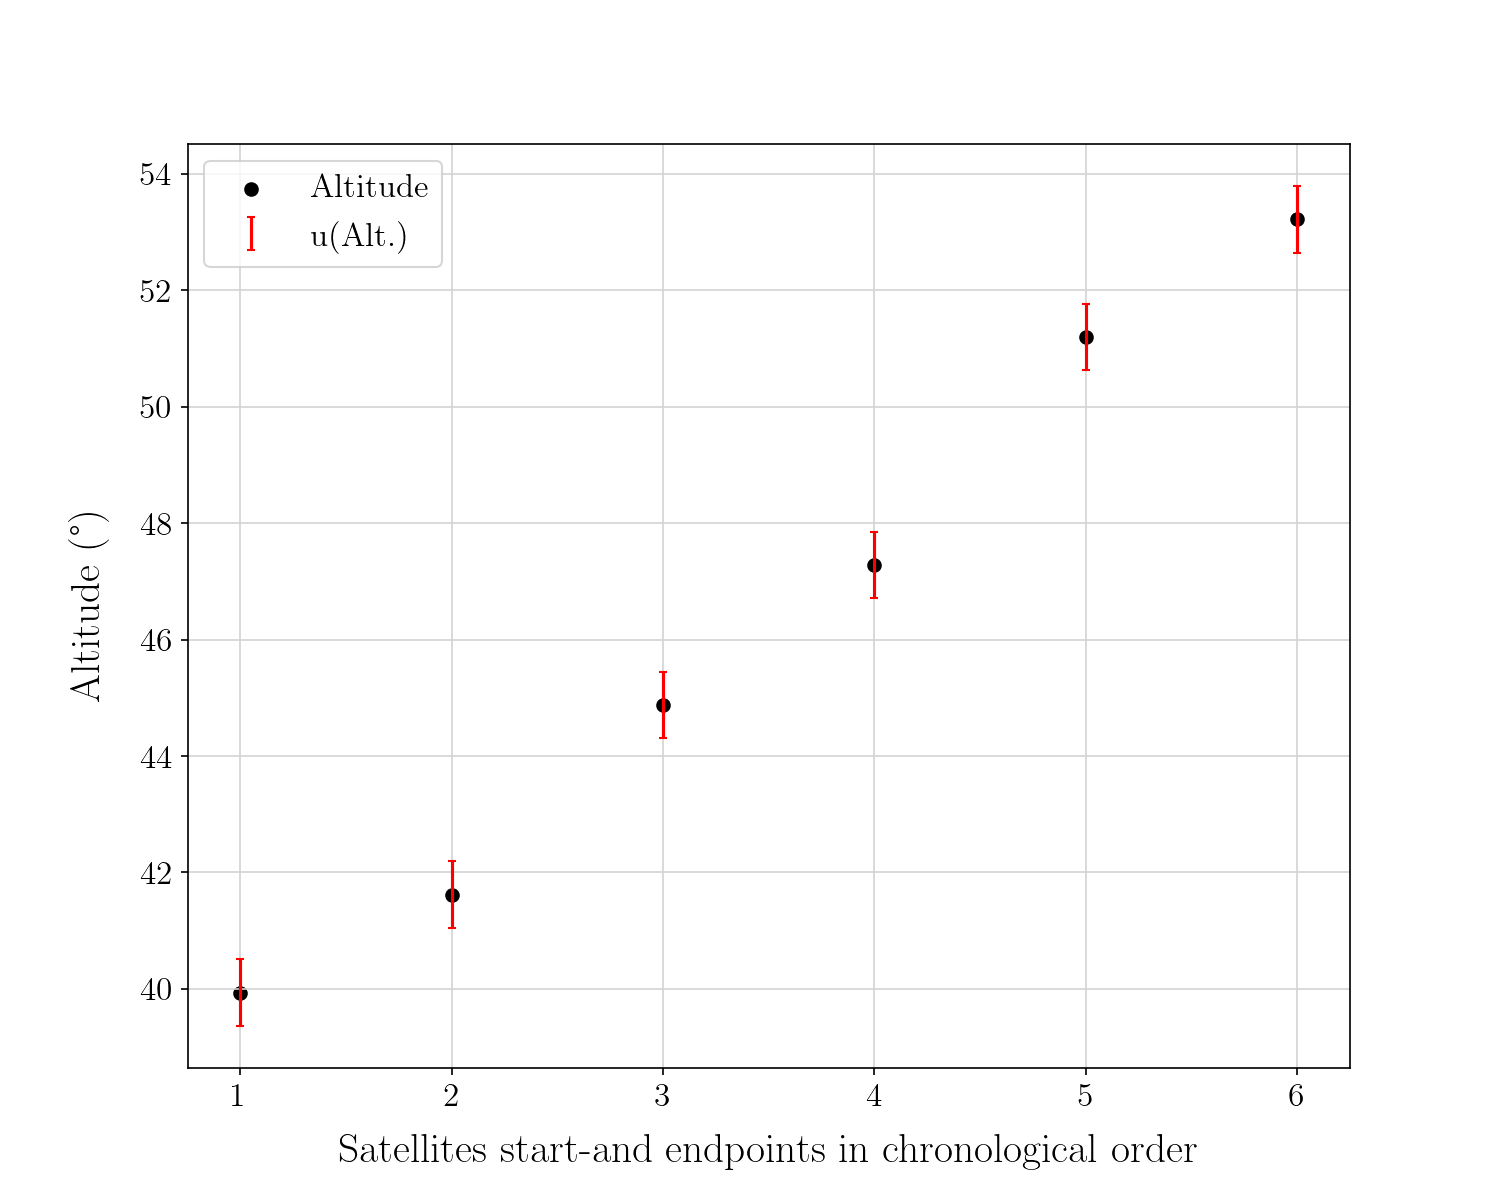 Altitude
u(Alt.)
54
52
50
48
46
44
42
40
Altitude (°)
1 2 3 4 5 6
Satellites start-and endpoints in chronological order